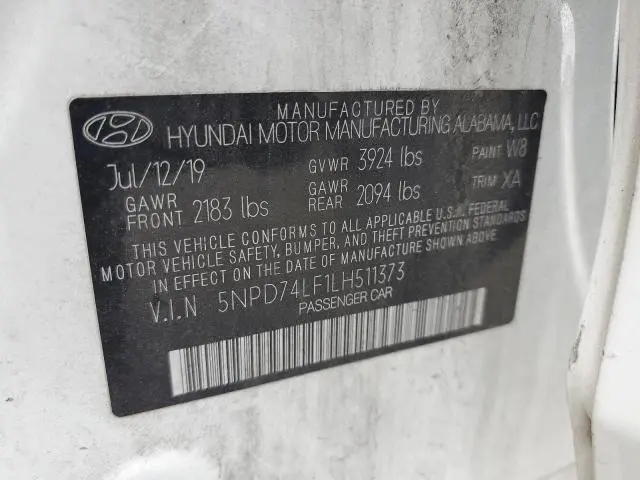 MANUFACTURED BY
HYUNDAI MOTOR MANUFACTURING ALABAMA, LLC
Jul/12/19 GVWR 3924 lbs PAINT W8
GAWR FRONT 2183 lbs GAWR REAR 2094 lbs TRIM XA
THIS VEHICLE CONFORMS TO ALL APPLICABLE U.S. FEDERAL
MOTOR VEHICLE SAFETY, BUMPER, AND THEFT PREVENTION STANDARDS
IN EFFECT ON THE DATE OF MANUFACTURE SHOWN ABOVE.
V.I.N 5NPD74LF1LH511373
PASSENGER CAR